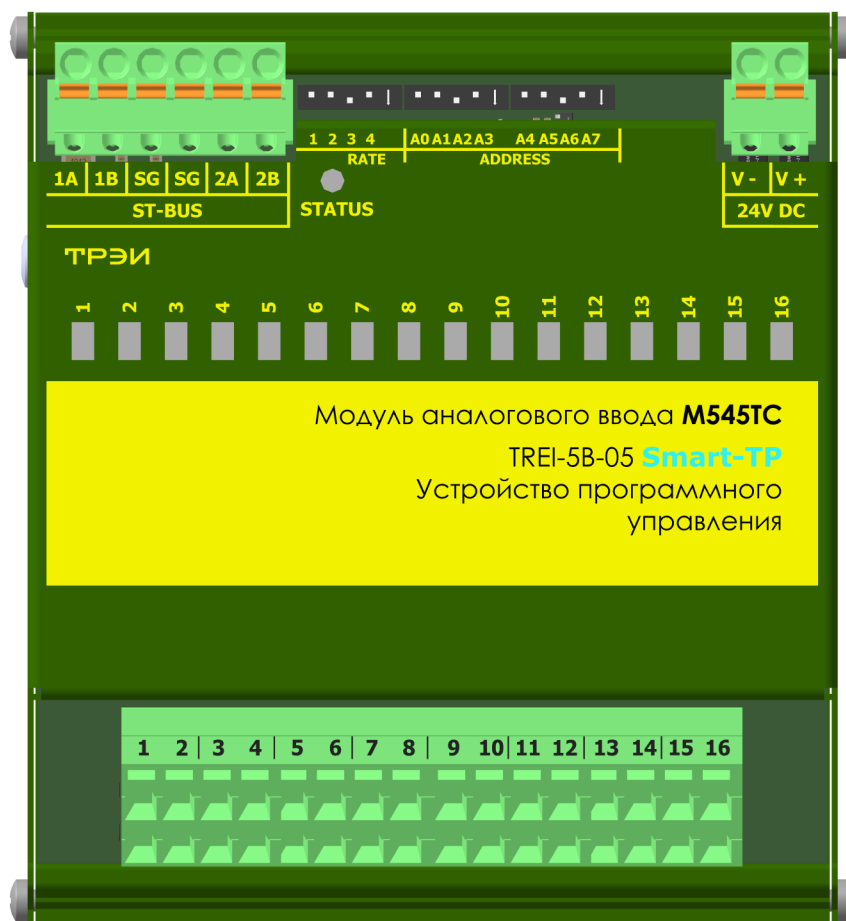 1 2 3 4 A0 A1 A2 A3 A4 A5 A6 A7
RATE ADDRESS
1A 1B SG SG 2A 2B V - V +
ST-BUS STATUS 24V DC
ТРЭИ
1 2 3 4 5 6 7 8 9 10 11 12 13 14 15 16
Модуль аналогового ввода M545TC
TREI-5B-05 Smart-TP
Устройство программного
управления
1 2 3 4 5 6 7 8 9 10 11 12 13 14 15 16